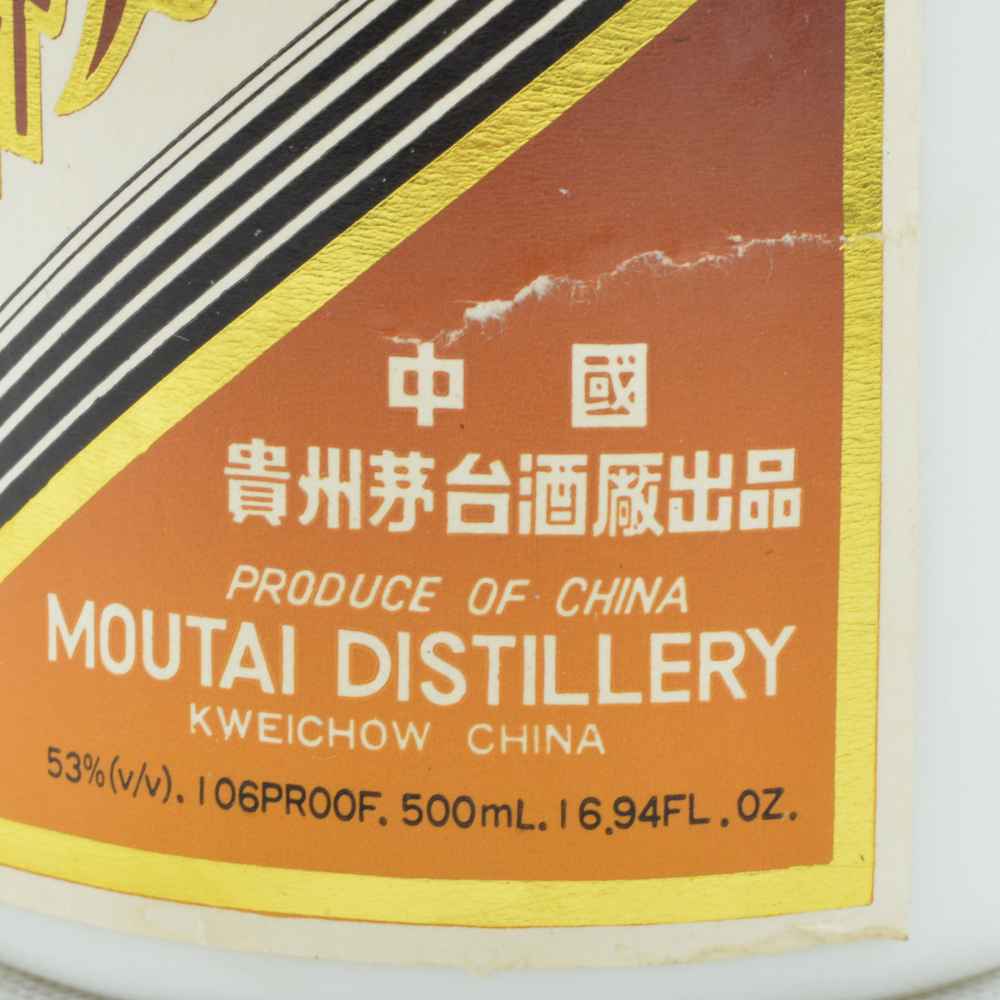 中國
貴州茅台酒厰出品
PRODUCE OF CHINA
MOUTAI DISTILLERY
KWEICHOW CHINA
53%(v/v). 106PROOF. 500mL. 16.94FL. OZ.